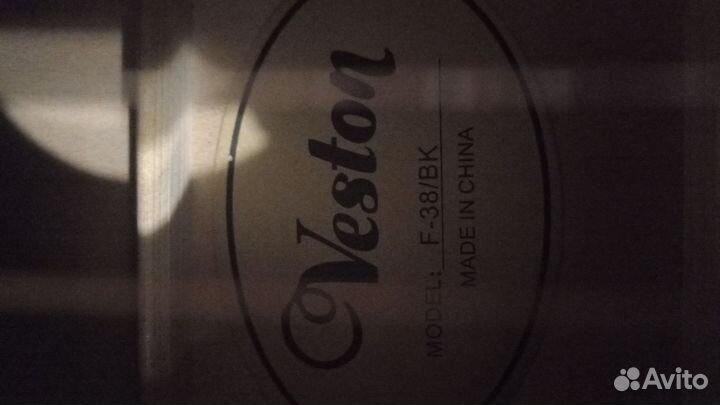 Veston
MODEL: F-38/BK
MADE IN CHINA
Avito